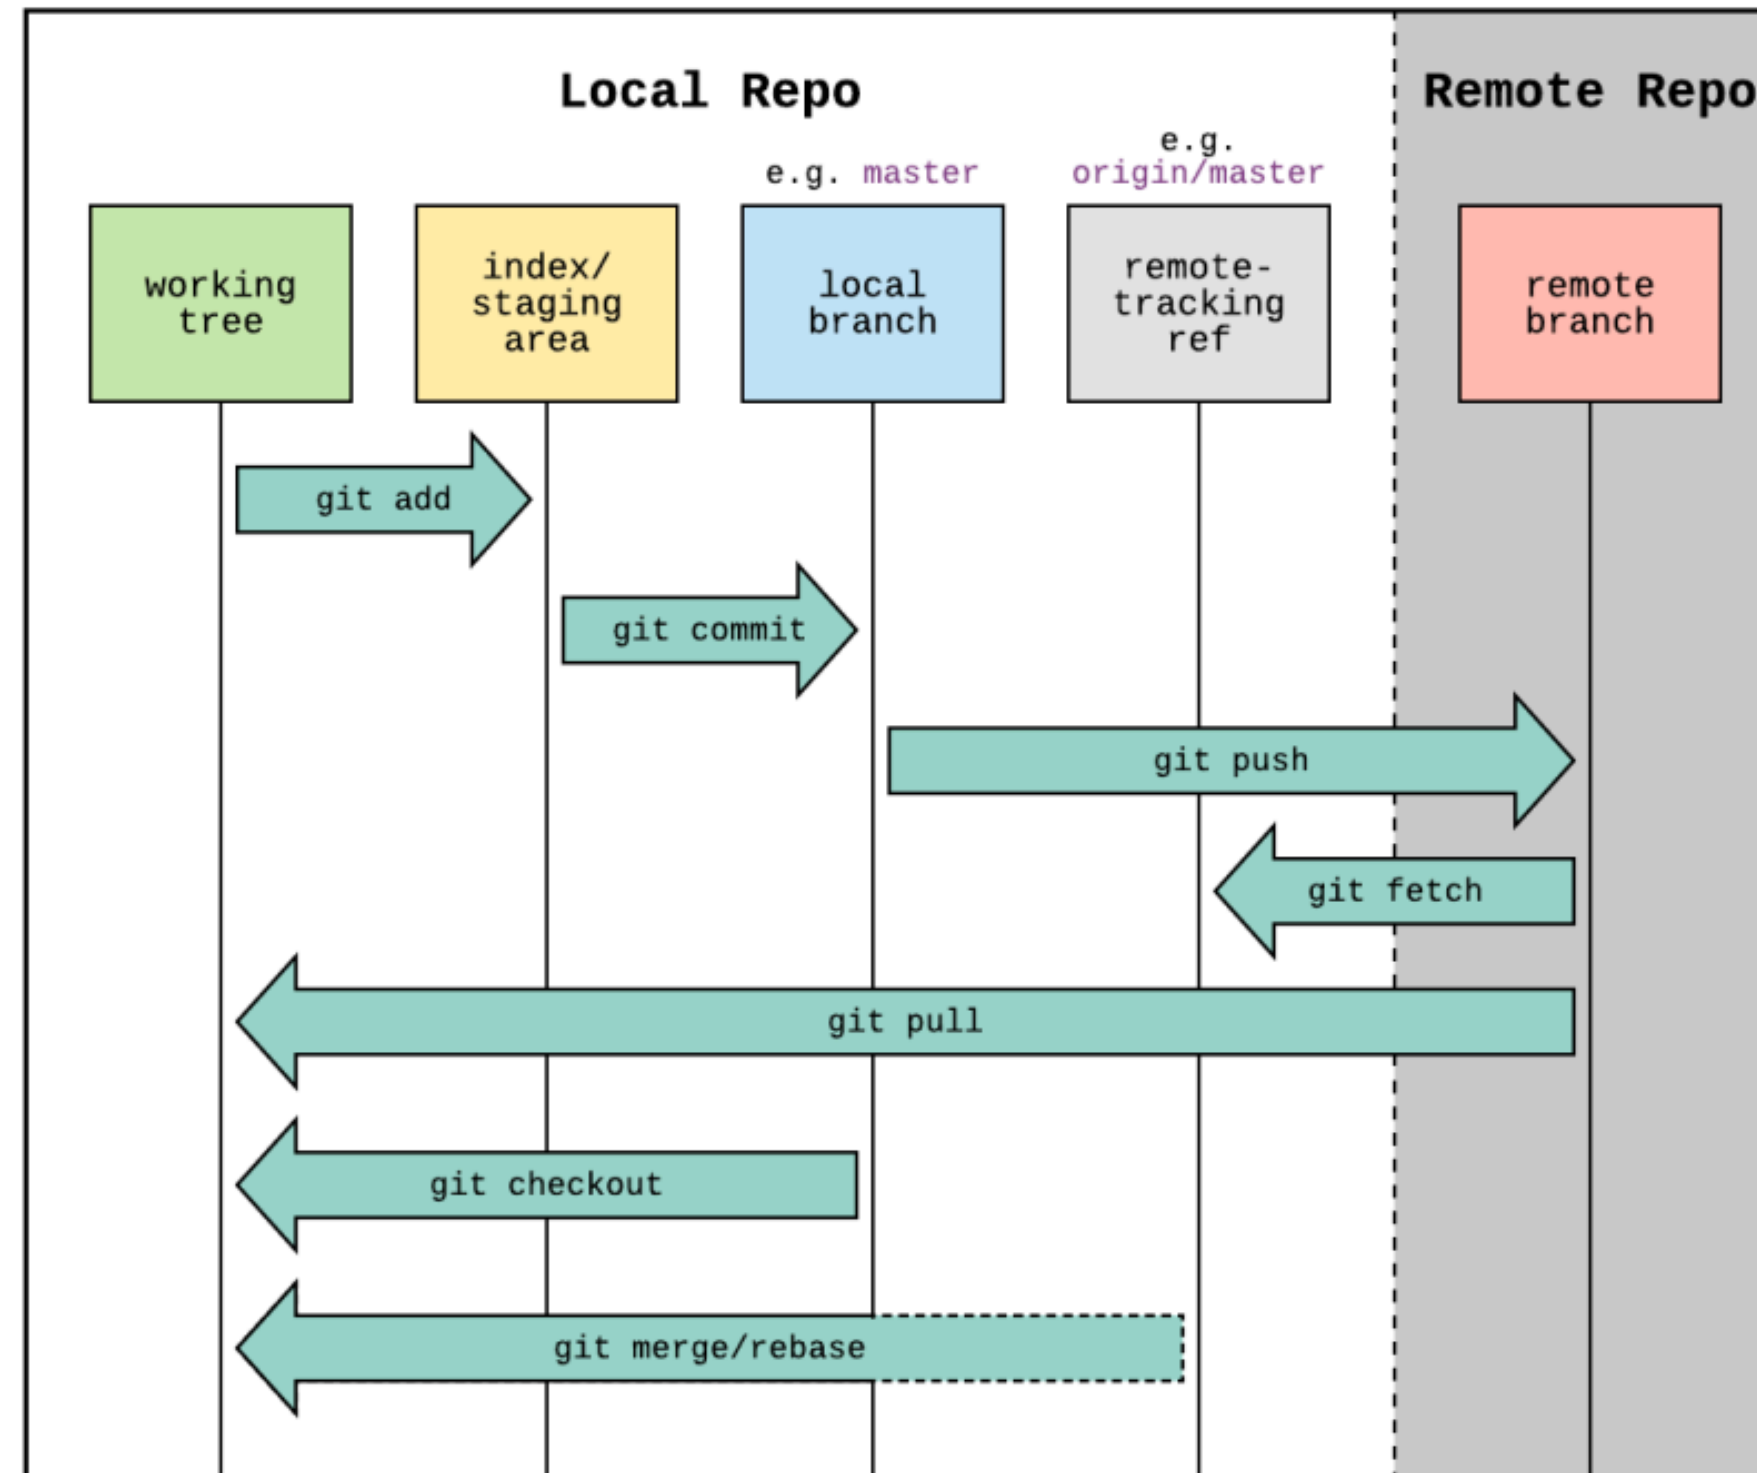 Local Repo
Remote Repo
e.g. master
e.g.
origin/master
working
tree
index/
staging
area
local
branch
remote-
tracking
ref
remote
branch
git add
git commit
git push
git fetch
git pull
git checkout
git merge/rebase